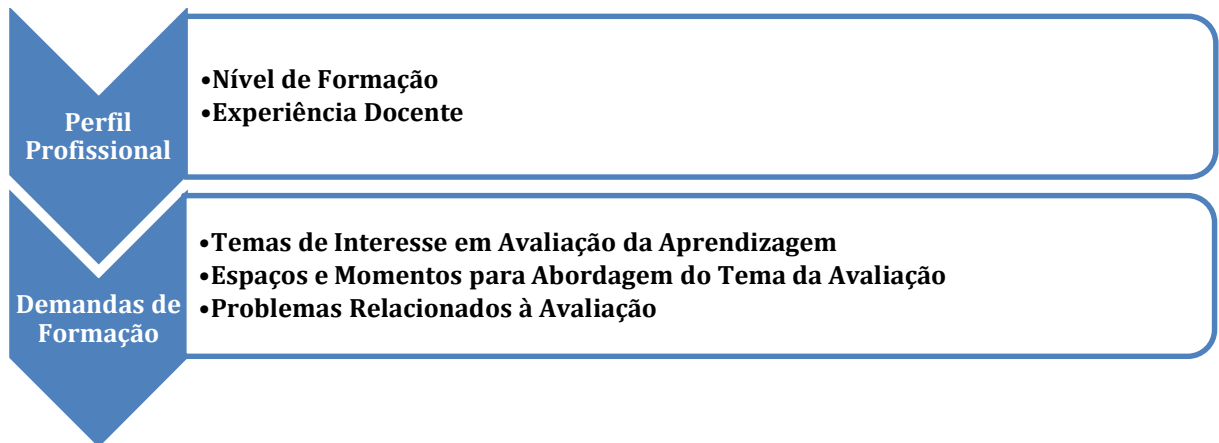 Perfil
Profissional
•Nível de Formação
•Experiência Docente
Demandas de
Formação
•Temas de Interesse em Avaliação da Aprendizagem
•Espaços e Momentos para Abordagem do Tema da Avaliação
•Problemas Relacionados à Avaliação